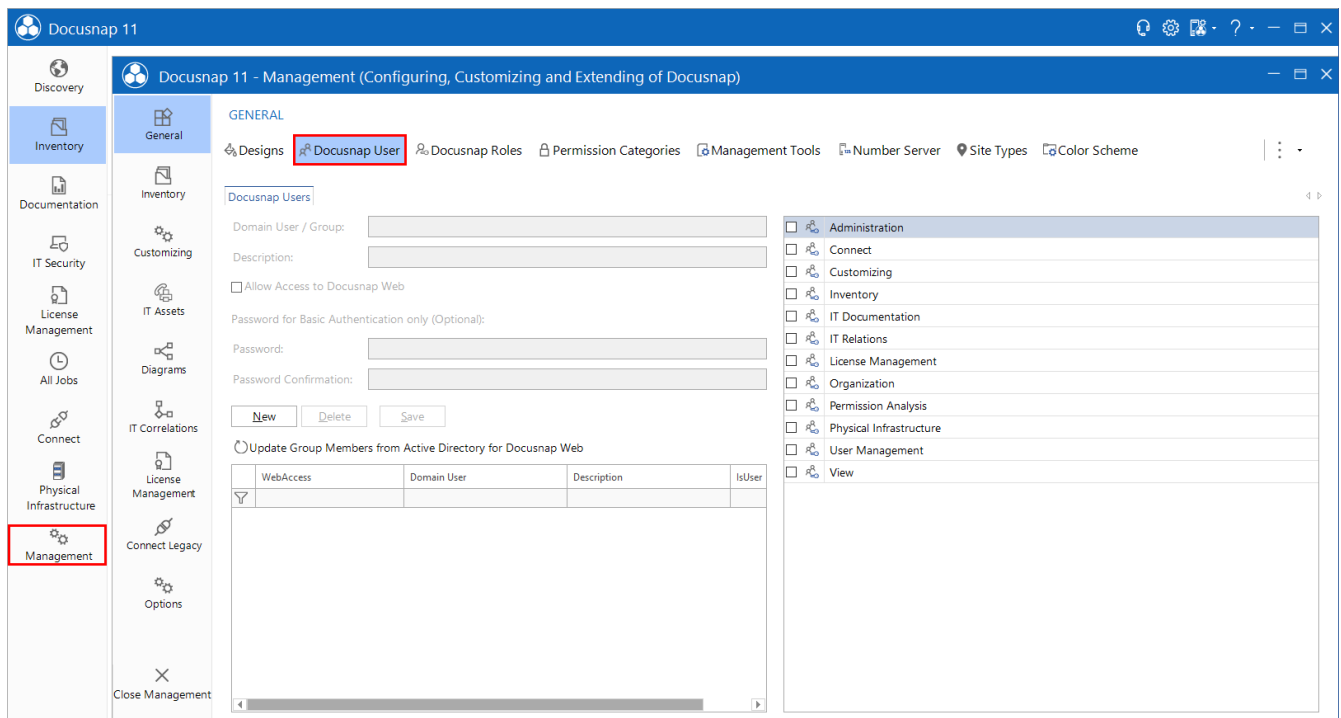 Docusnap 11
?
Discovery
Inventory
Documentation
IT Security
License
Management
All Jobs
Connect
Physical
Infrastructure
Management
Docusnap 11 - Management (Configuring, Customizing and Extending of Docusnap)
General
Inventory
Customizing
IT Assets
Diagrams
IT Correlations
License
Management
Connect Legacy
Options
Close Management
GENERAL
Designs Docusnap User Docusnap Roles Permission Categories Management Tools Number Server Site Types Color Scheme
Docusnap Users
Domain User / Group:
Description:
Allow Access to Docusnap Web
Password for Basic Authentication only (Optional):
Password:
Password Confirmation:
New Delete Save
Update Group Members from Active Directory for Docusnap Web
WebAccess Domain User Description IsUser
Administration
Connect
Customizing
Inventory
IT Documentation
IT Relations
License Management
Organization
Permission Analysis
Physical Infrastructure
User Management
View